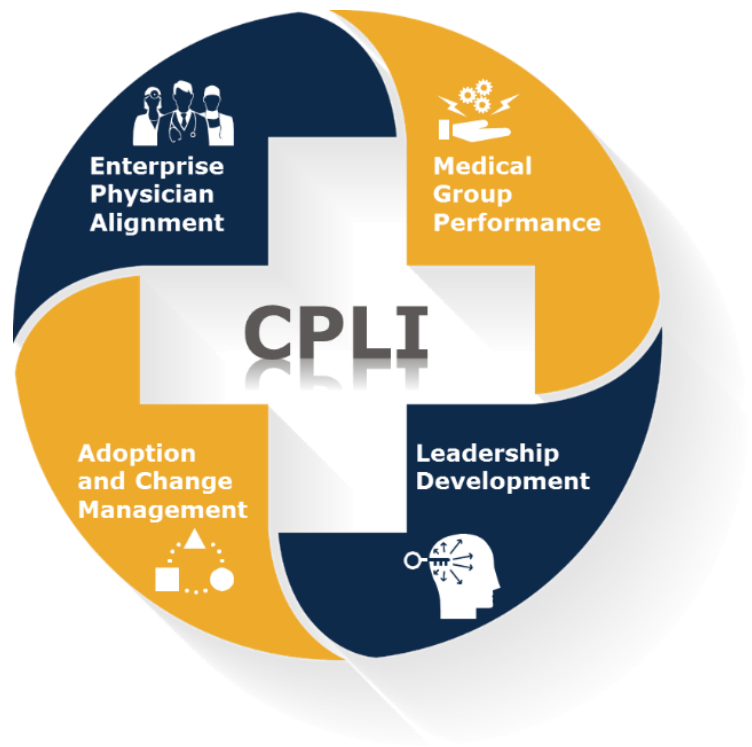 Enterprise
Physician
Alignment
Medical
Group
Performance
CPLI
Adoption
and Change
Management
Leadership
Development